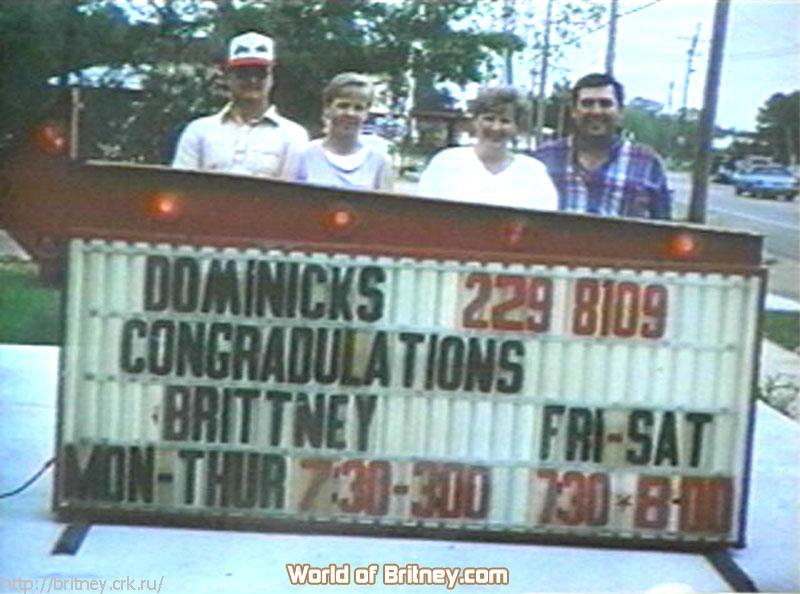 DOMINICKS 229 8109
CONGRADULATIONS
BRITTNEY FRI-SAT
MON-THUR 7:30-3:00 7:30-8:00
World of Britney.com
http://britney.crk.ru/